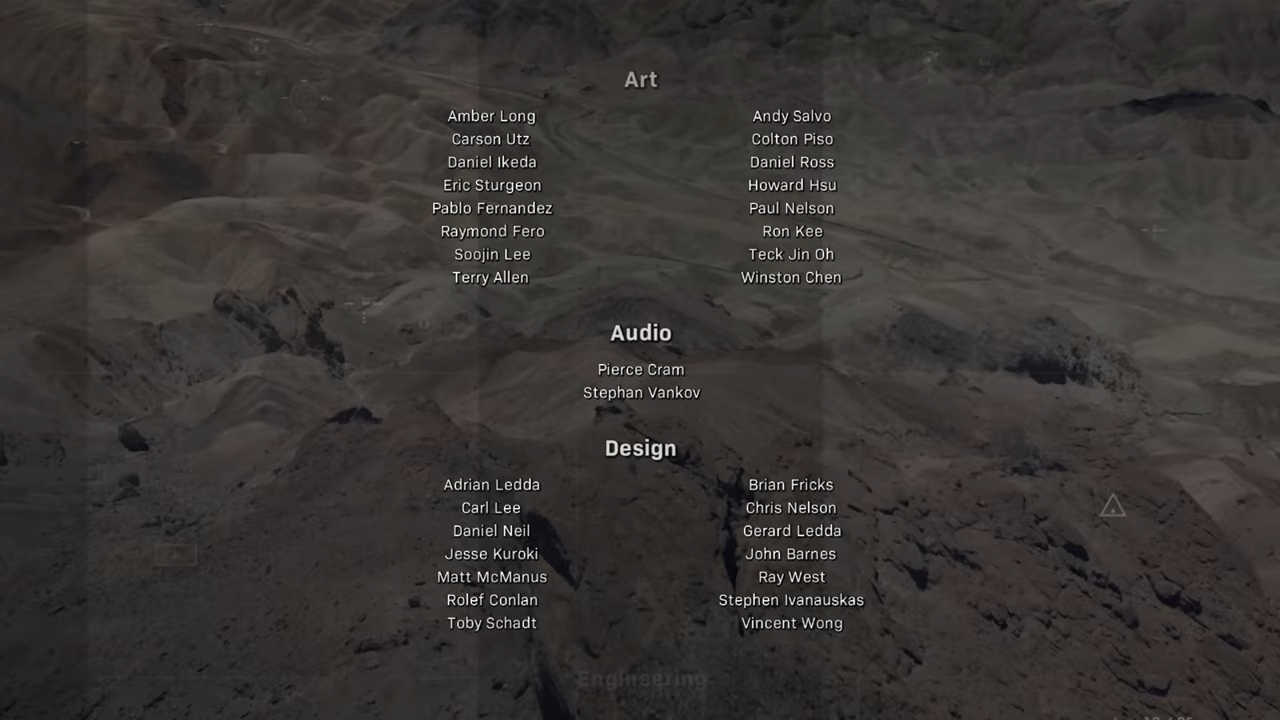 Art
Amber Long Andy Salvo
Carson Utz Colton Piso
Daniel Ikeda Daniel Ross
Eric Sturgeon Howard Hsu
Pablo Fernandez Paul Nelson
Raymond Fero Ron Kee
Soojin Lee Teck Jin Oh
Terry Allen Winston Chen
Audio
Pierce Cram
Stephan Vankov
Design
Adrian Ledda Brian Fricks
Carl Lee Chris Nelson
Daniel Neil Gerard Ledda
Jesse Kuroki John Barnes
Matt McManus Ray West
Rolef Conlan Stephen Ivanauskas
Toby Schadt Vincent Wong
Engineering